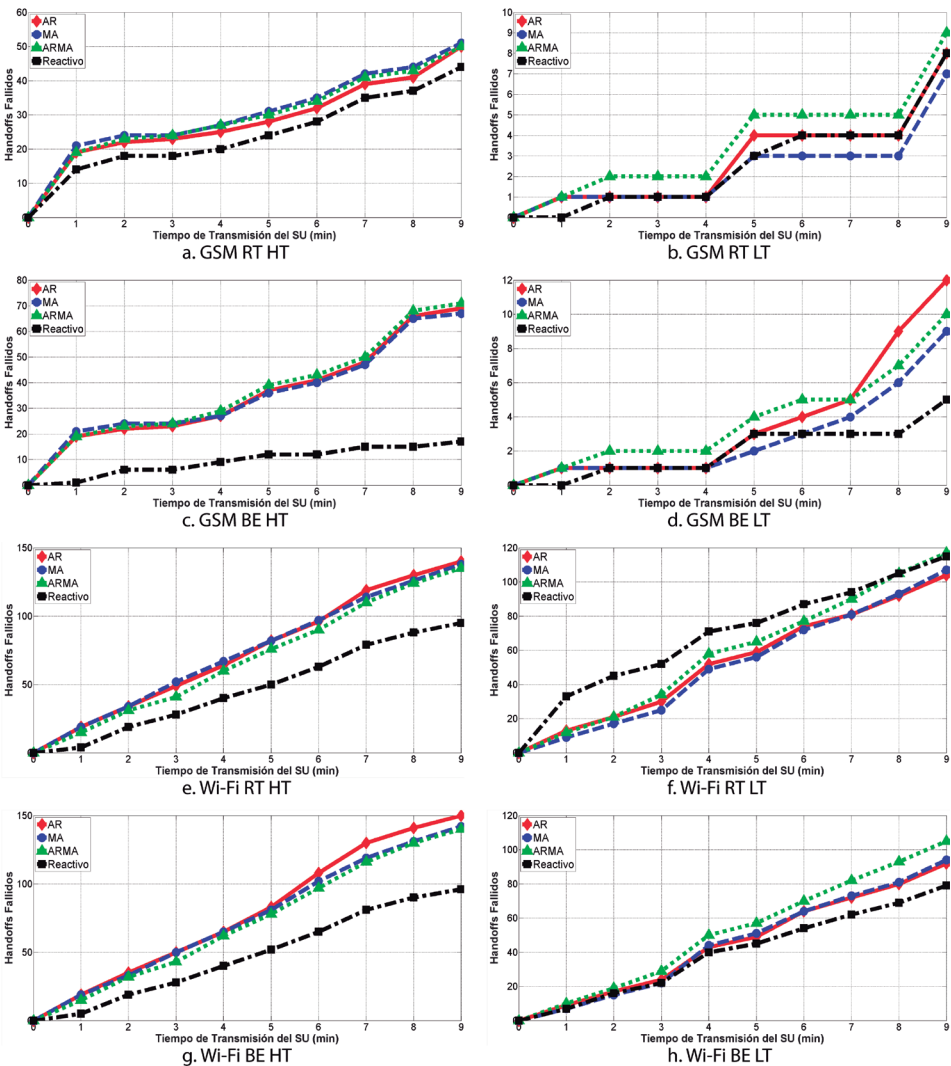 Handoffs Fallidos
60
50
40
30
20
10
AR
MA
ARMA
Reactivo
0 1 2 3 4 5 6 7 8 9
Tiempo de Transmisión del SU (min)
a. GSM RT HT
Handoffs Fallidos
10
9
8
7
6
5
4
3
2
1
AR
MA
ARMA
Reactivo
0 1 2 3 4 5 6 7 8 9
Tiempo de Transmisión del SU (min)
b. GSM RT LT
Handoffs Fallidos
80
70
60
50
40
30
20
10
AR
MA
ARMA
Reactivo
0 1 2 3 4 5 6 7 8 9
Tiempo de Transmisión del SU (min)
c. GSM BE HT
Handoffs Fallidos
12
10
8
6
4
2
AR
MA
ARMA
Reactivo
0 1 2 3 4 5 6 7 8 9
Tiempo de Transmisión del SU (min)
d. GSM BE LT
Handoffs Fallidos
150
100
50
AR
MA
ARMA
Reactivo
0 1 2 3 4 5 6 7 8 9
Tiempo de Transmisión del SU (min)
e. Wi-Fi RT HT
Handoffs Fallidos
120
100
80
60
40
20
AR
MA
ARMA
Reactivo
0 1 2 3 4 5 6 7 8 9
Tiempo de Transmisión del SU (min)
f. Wi-Fi RT LT
Handoffs Fallidos
150
100
50
AR
MA
ARMA
Reactivo
0 1 2 3 4 5 6 7 8 9
Tiempo de Transmisión del SU (min)
g. Wi-Fi BE HT
Handoffs Fallidos
120
100
80
60
40
20
AR
MA
ARMA
Reactivo
0 1 2 3 4 5 6 7 8 9
Tiempo de Transmisión del SU (min)
h. Wi-Fi BE LT